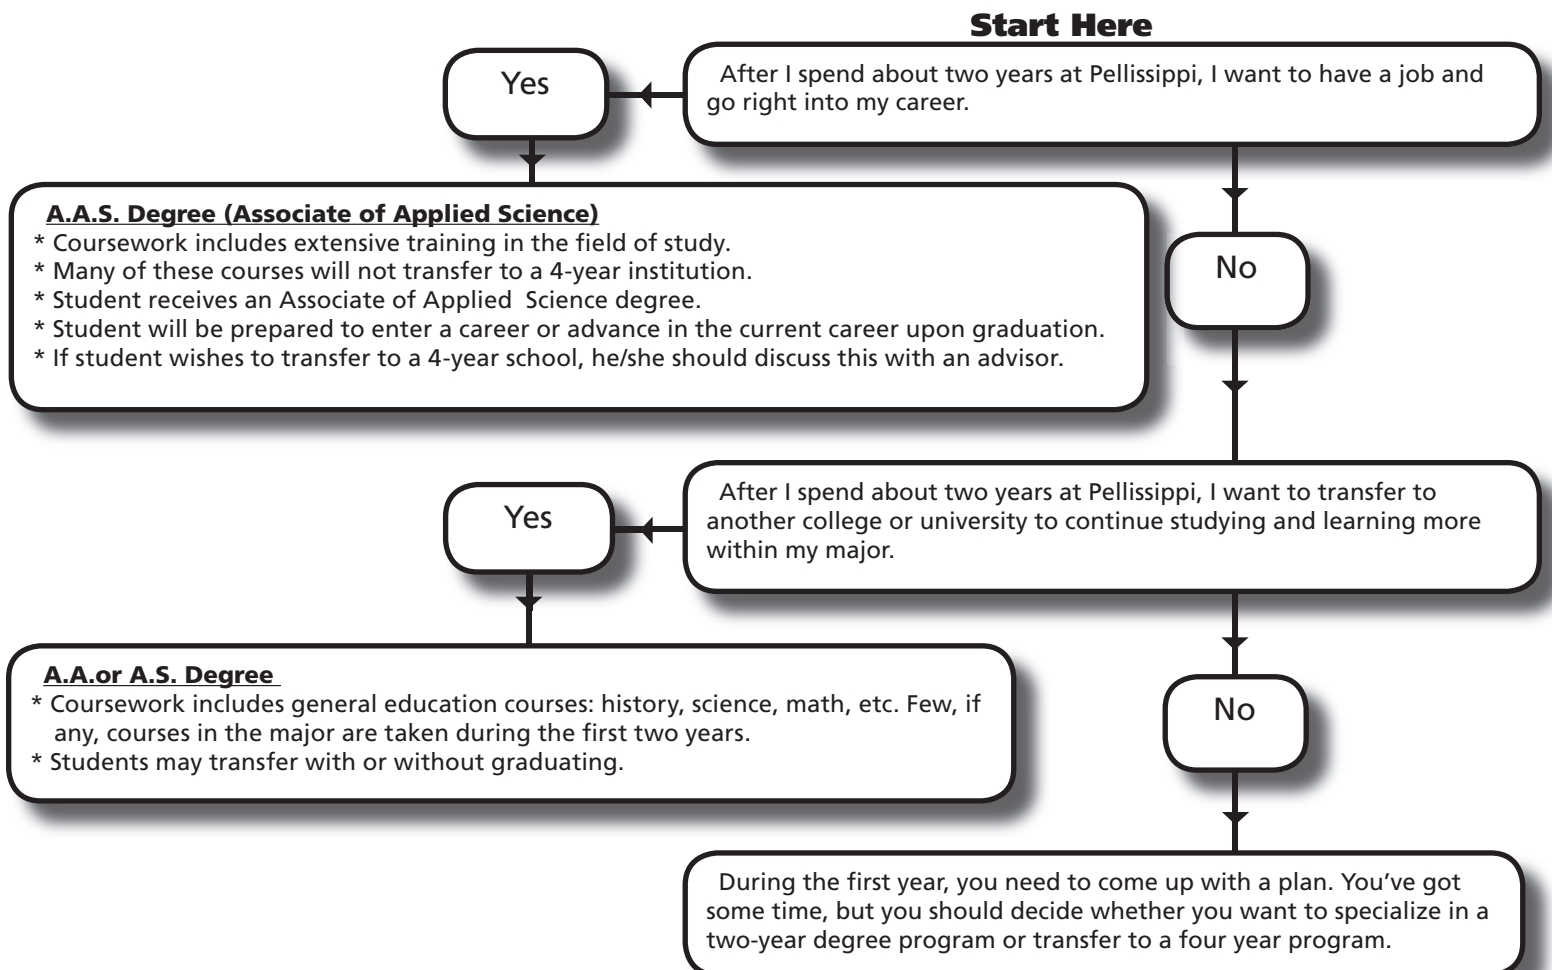 Start Here
After I spend about two years at Pellissippi, I want to have a job and
go right into my career.
Yes
A.A.S. Degree (Associate of Applied Science)
* Coursework includes extensive training in the field of study.
* Many of these courses will not transfer to a 4-year institution.
* Student receives an Associate of Applied  Science degree.
* Student will be prepared to enter a career or advance in the current career upon graduation.
* If student wishes to transfer to a 4-year school, he/she should discuss this with an advisor.
No
After I spend about two years at Pellissippi, I want to transfer to
another college or university to continue studying and learning more
within my major.
Yes
A.A.or A.S. Degree
* Coursework includes general education courses: history, science, math, etc. Few, if
any, courses in the major are taken during the first two years.
* Students may transfer with or without graduating.
No
During the first year, you need to come up with a plan. You’ve got
some time, but you should decide whether you want to specialize in a
two-year degree program or transfer to a four year program.